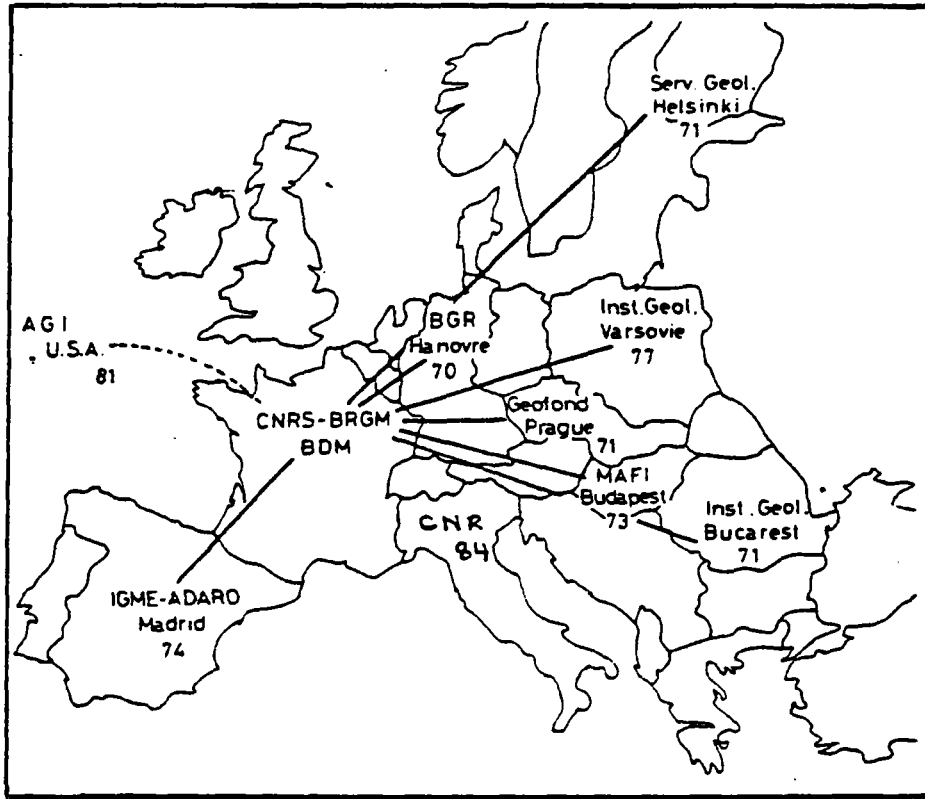 Serv. Geol.
Helsinki
71
BGR
Hanovre
70
Inst. Geol.
Varsovie
77
AGI
U.S.A.
81
CNRS-BRGM
BDM
Geofond
Prague
71
MAFI
Budapest
73
Inst. Geol.
Bucarest
71
CNR
84
IGME-ADARO
Madrid
74